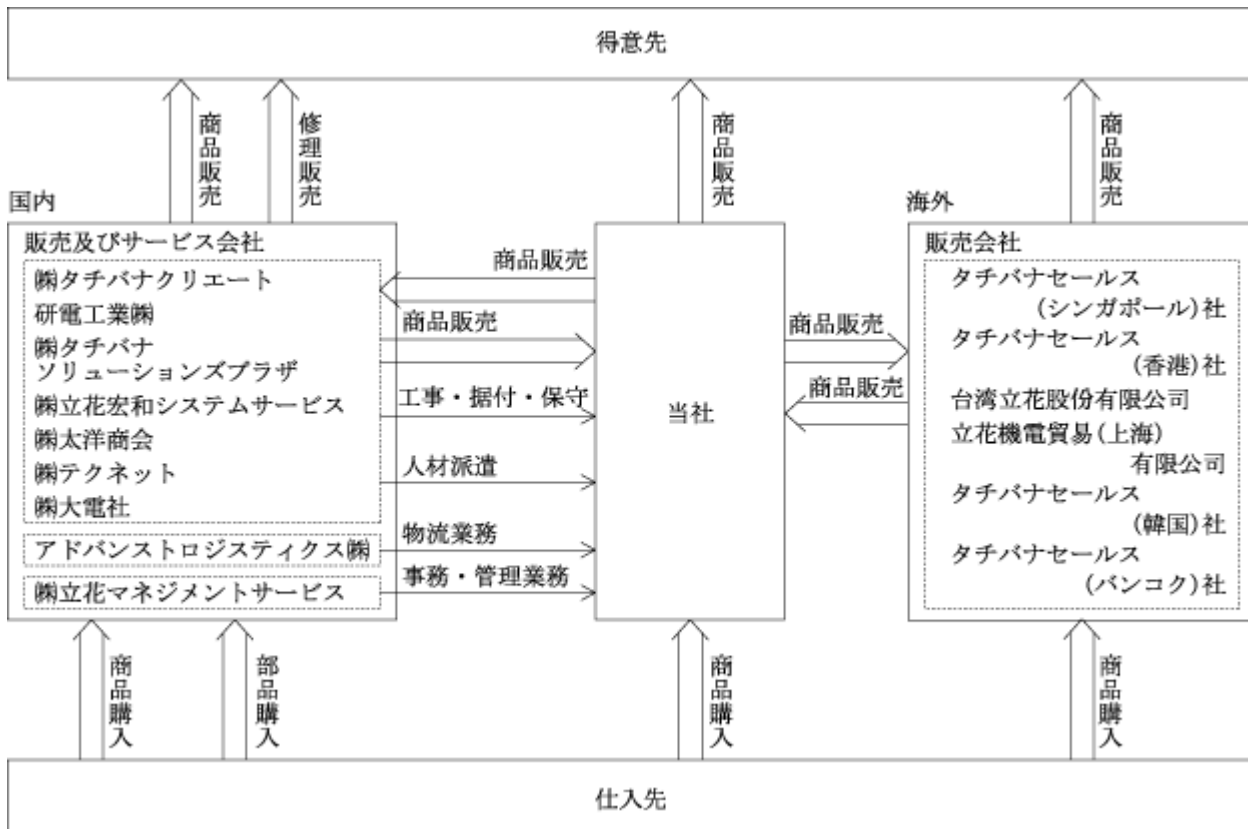 得意先
商品販売
修理販売
商品販売
商品販売
国内
海外
販売及びサービス会社
㈱タチバナクリエート
研電工業㈱
㈱タチバナ
ソリューションズプラザ
㈱立花宏和システムサービス
㈱太洋商会
㈱テクネット
㈱大電社
アドバンストロジスティクス㈱
㈱立花マネジメントサービス
商品販売
商品販売
工事・据付・保守
人材派遣
物流業務
事務・管理業務
当社
商品販売
商品販売
販売会社
タチバナセールス
(シンガポール)社
タチバナセールス
(香港)社
台湾立花股份有限公司
立花機電貿易(上海)
有限公司
タチバナセールス
(韓国)社
タチバナセールス
(バンコク)社
商品購入
部品購入
商品購入
商品購入
仕入先